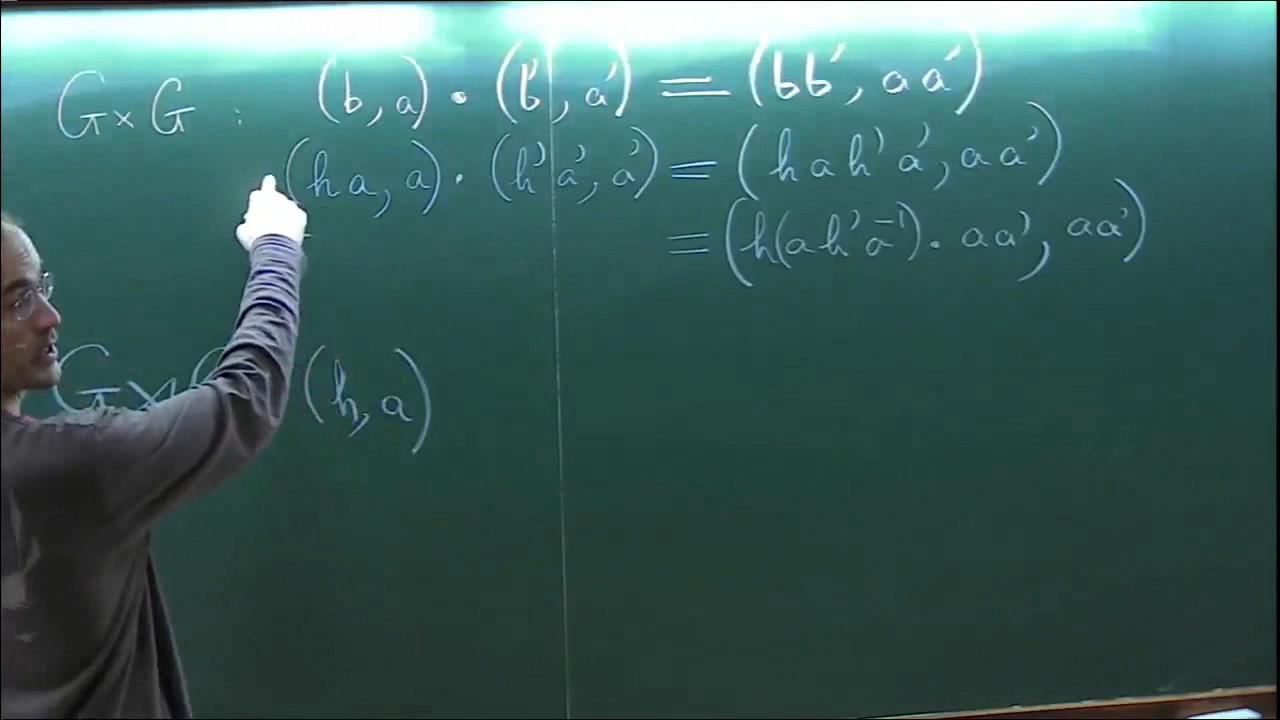 G × G : (b, a) · (b', a') = (bb', aa')
(ha, a) · (h'a', a') = (hah'a', aa')
= (h(ah'a⁻¹) · aa', aa')
G ⋊ (h, a)